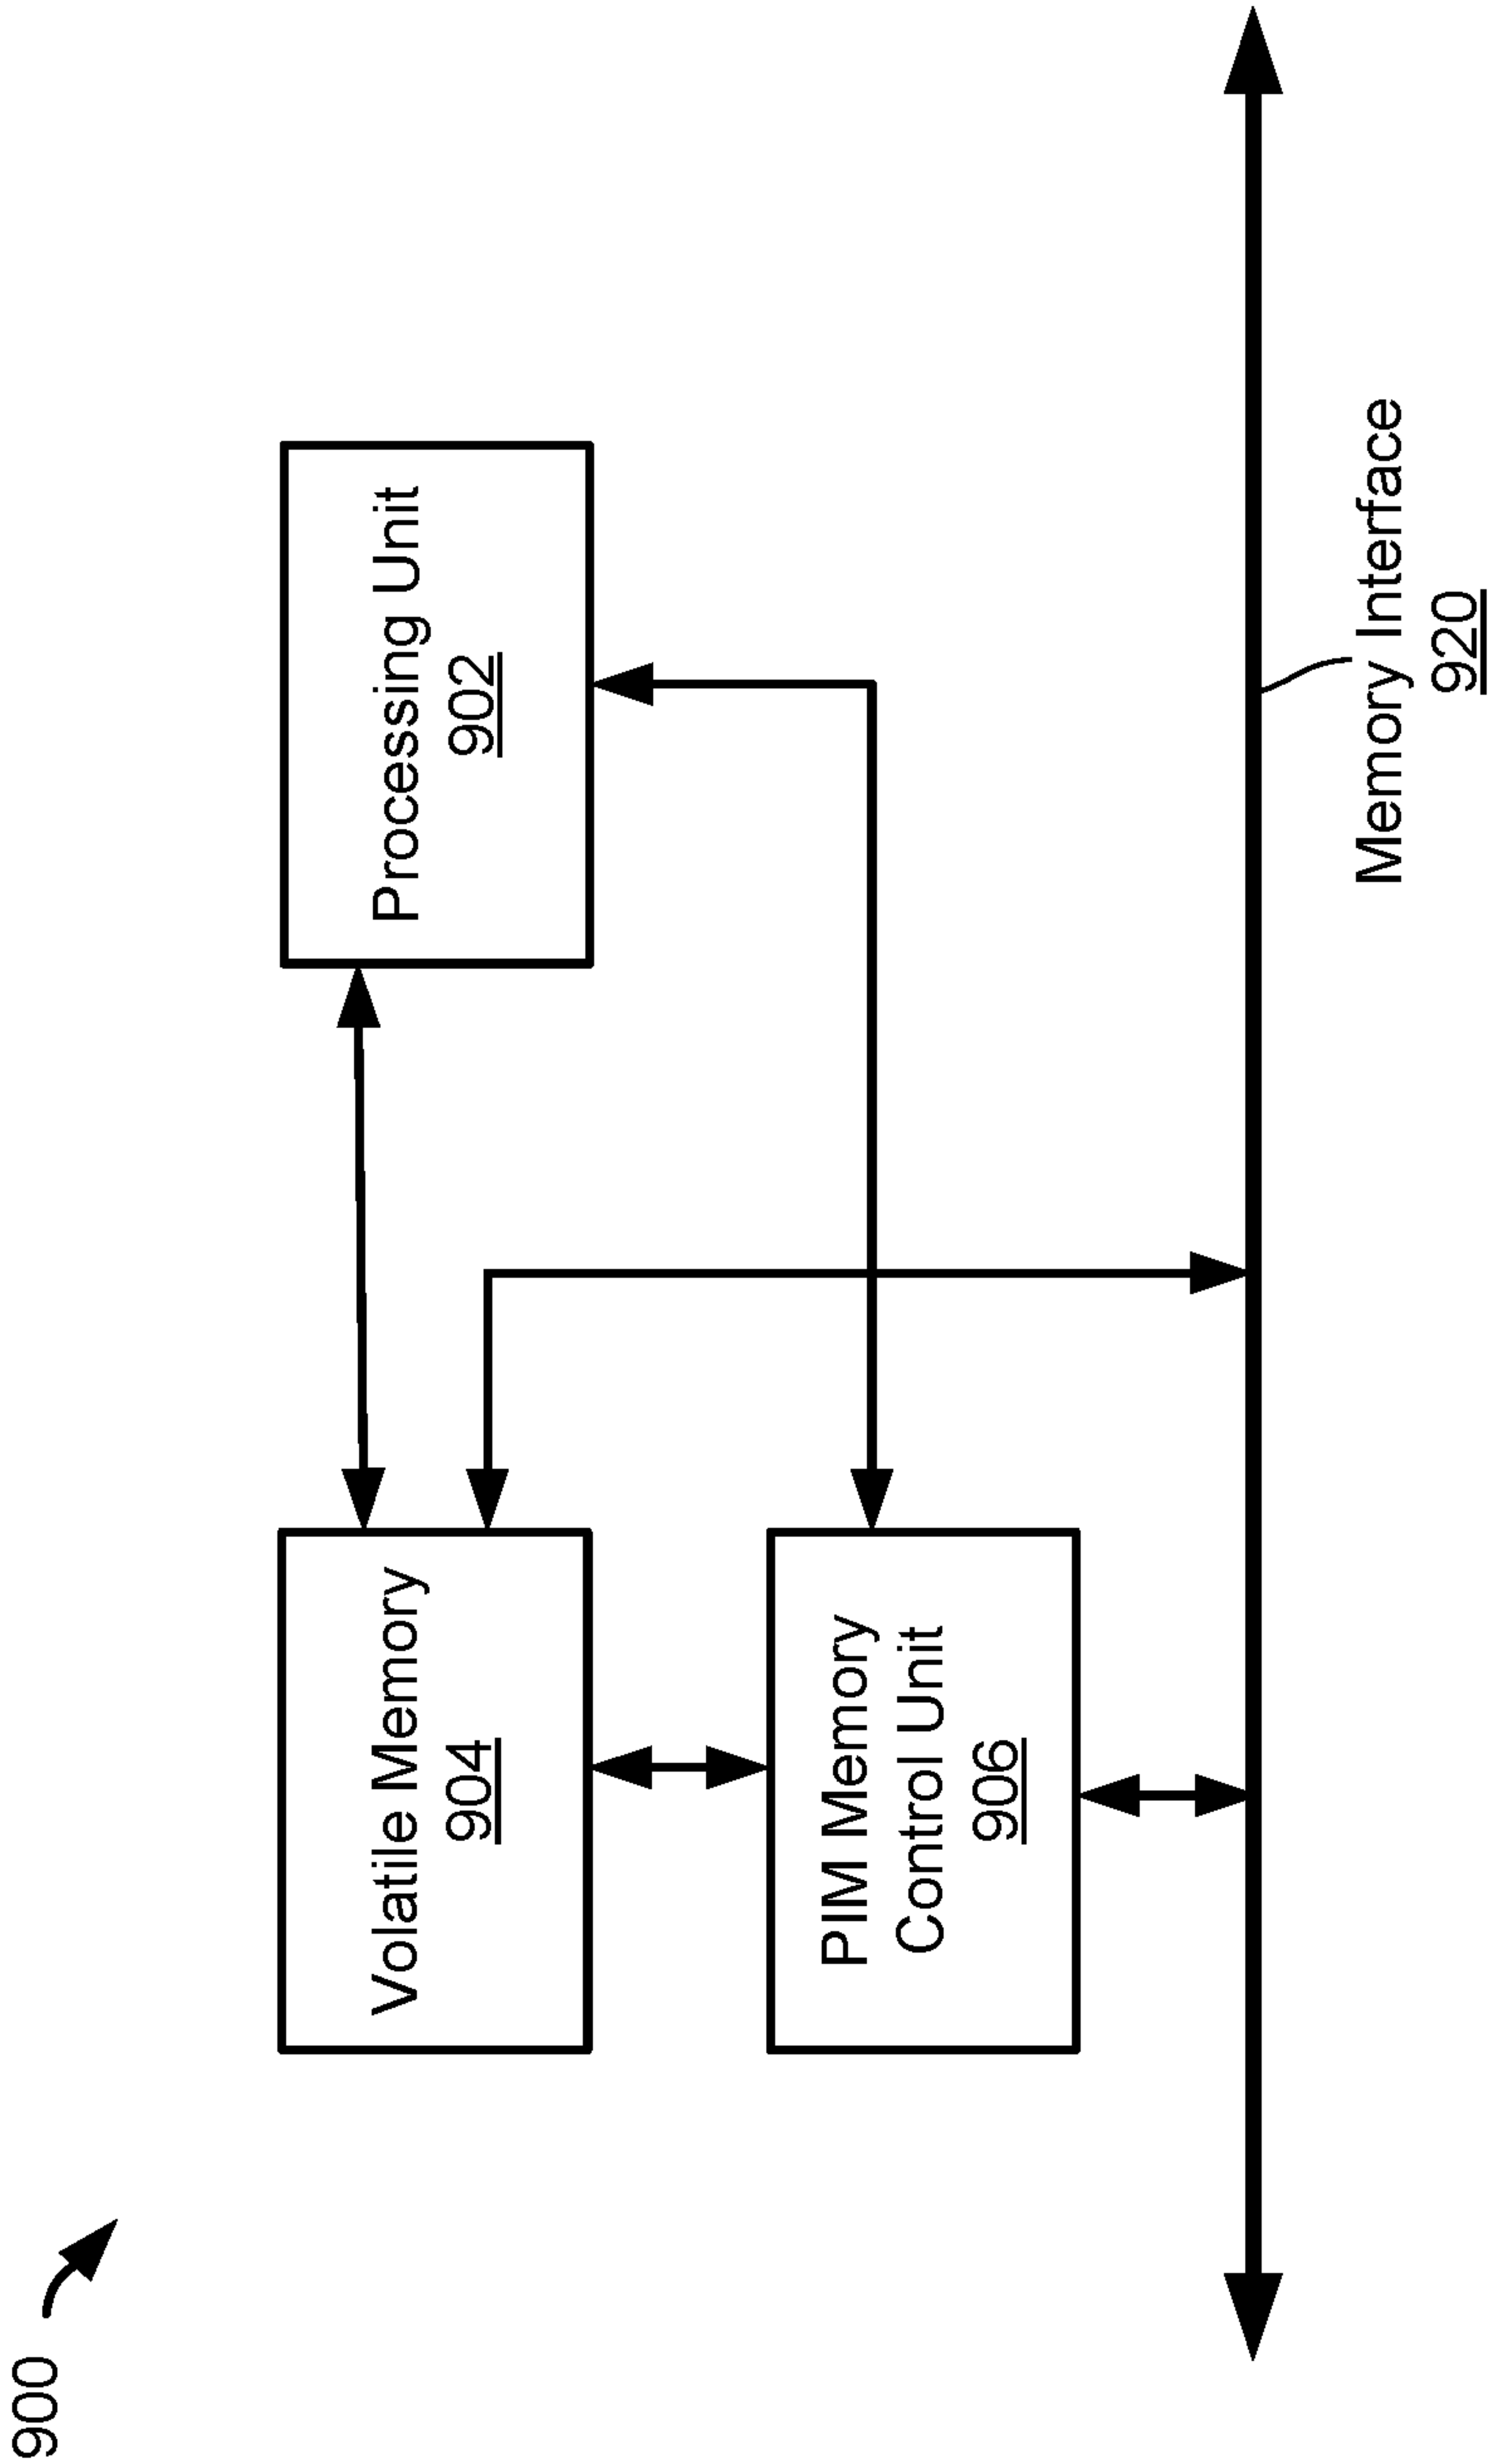 900
Volatile Memory
904
Processing Unit
902
PIM Memory
Control Unit
906
Memory Interface
920